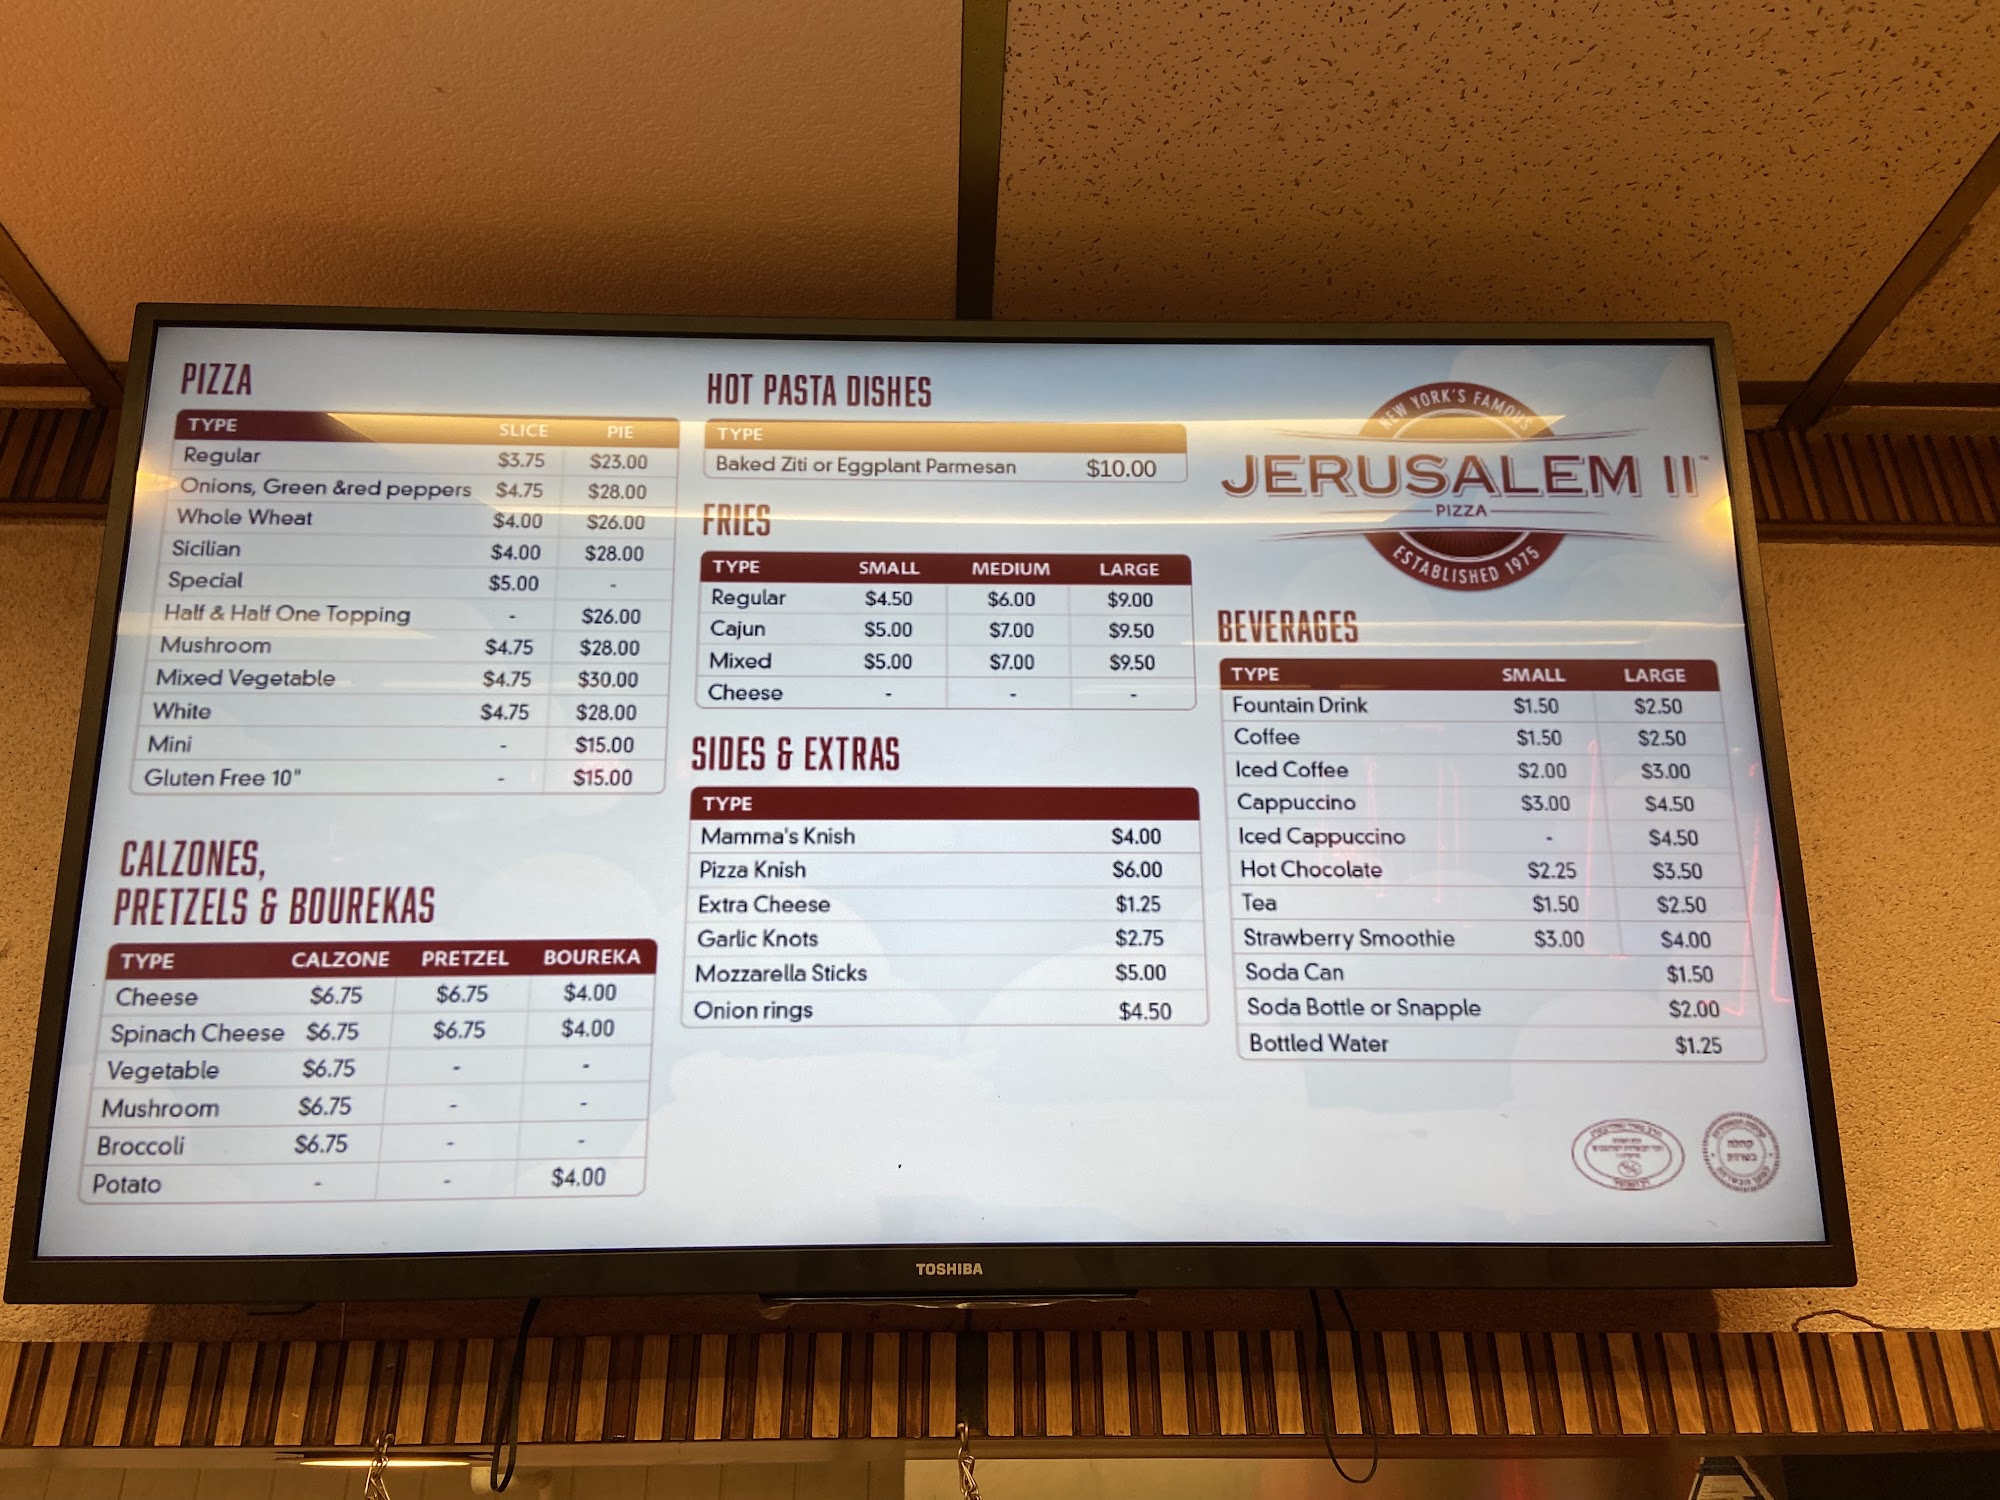 PIZZA
TYPE SLICE PIE
Regular $3.75 $23.00
Onions, Green &red peppers $4.75 $28.00
Whole Wheat $4.00 $26.00
Sicilian $4.00 $28.00
Special $5.00 -
Half & Half One Topping - $26.00
Mushroom $4.75 $28.00
Mixed Vegetable $4.75 $30.00
White $4.75 $28.00
Mini - $15.00
Gluten Free 10" - $15.00
CALZONES,
PRETZELS & BOUREKAS
TYPE CALZONE PRETZEL BOUREKA
Cheese $6.75 $6.75 $4.00
Spinach Cheese $6.75 $6.75 $4.00
Vegetable $6.75 - -
Mushroom $6.75 - -
Broccoli $6.75 - -
Potato - - $4.00
HOT PASTA DISHES
TYPE
Baked Ziti or Eggplant Parmesan $10.00
FRIES
TYPE SMALL MEDIUM LARGE
Regular $4.50 $6.00 $9.00
Cajun $5.00 $7.00 $9.50
Mixed $5.00 $7.00 $9.50
Cheese - - -
SIDES & EXTRAS
TYPE
Mamma's Knish $4.00
Pizza Knish $6.00
Extra Cheese $1.25
Garlic Knots $2.75
Mozzarella Sticks $5.00
Onion rings $4.50
NEW YORK'S FAMOUS
JERUSALEM II™
PIZZA
ESTABLISHED 1975
BEVERAGES
TYPE SMALL LARGE
Fountain Drink $1.50 $2.50
Coffee $1.50 $2.50
Iced Coffee $2.00 $3.00
Cappuccino $3.00 $4.50
Iced Cappuccino - $4.50
Hot Chocolate $2.25 $3.50
Tea $1.50 $2.50
Strawberry Smoothie $3.00 $4.00
Soda Can $1.50
Soda Bottle or Snapple $2.00
Bottled Water $1.25
קהלה
כשרות
TOSHIBA